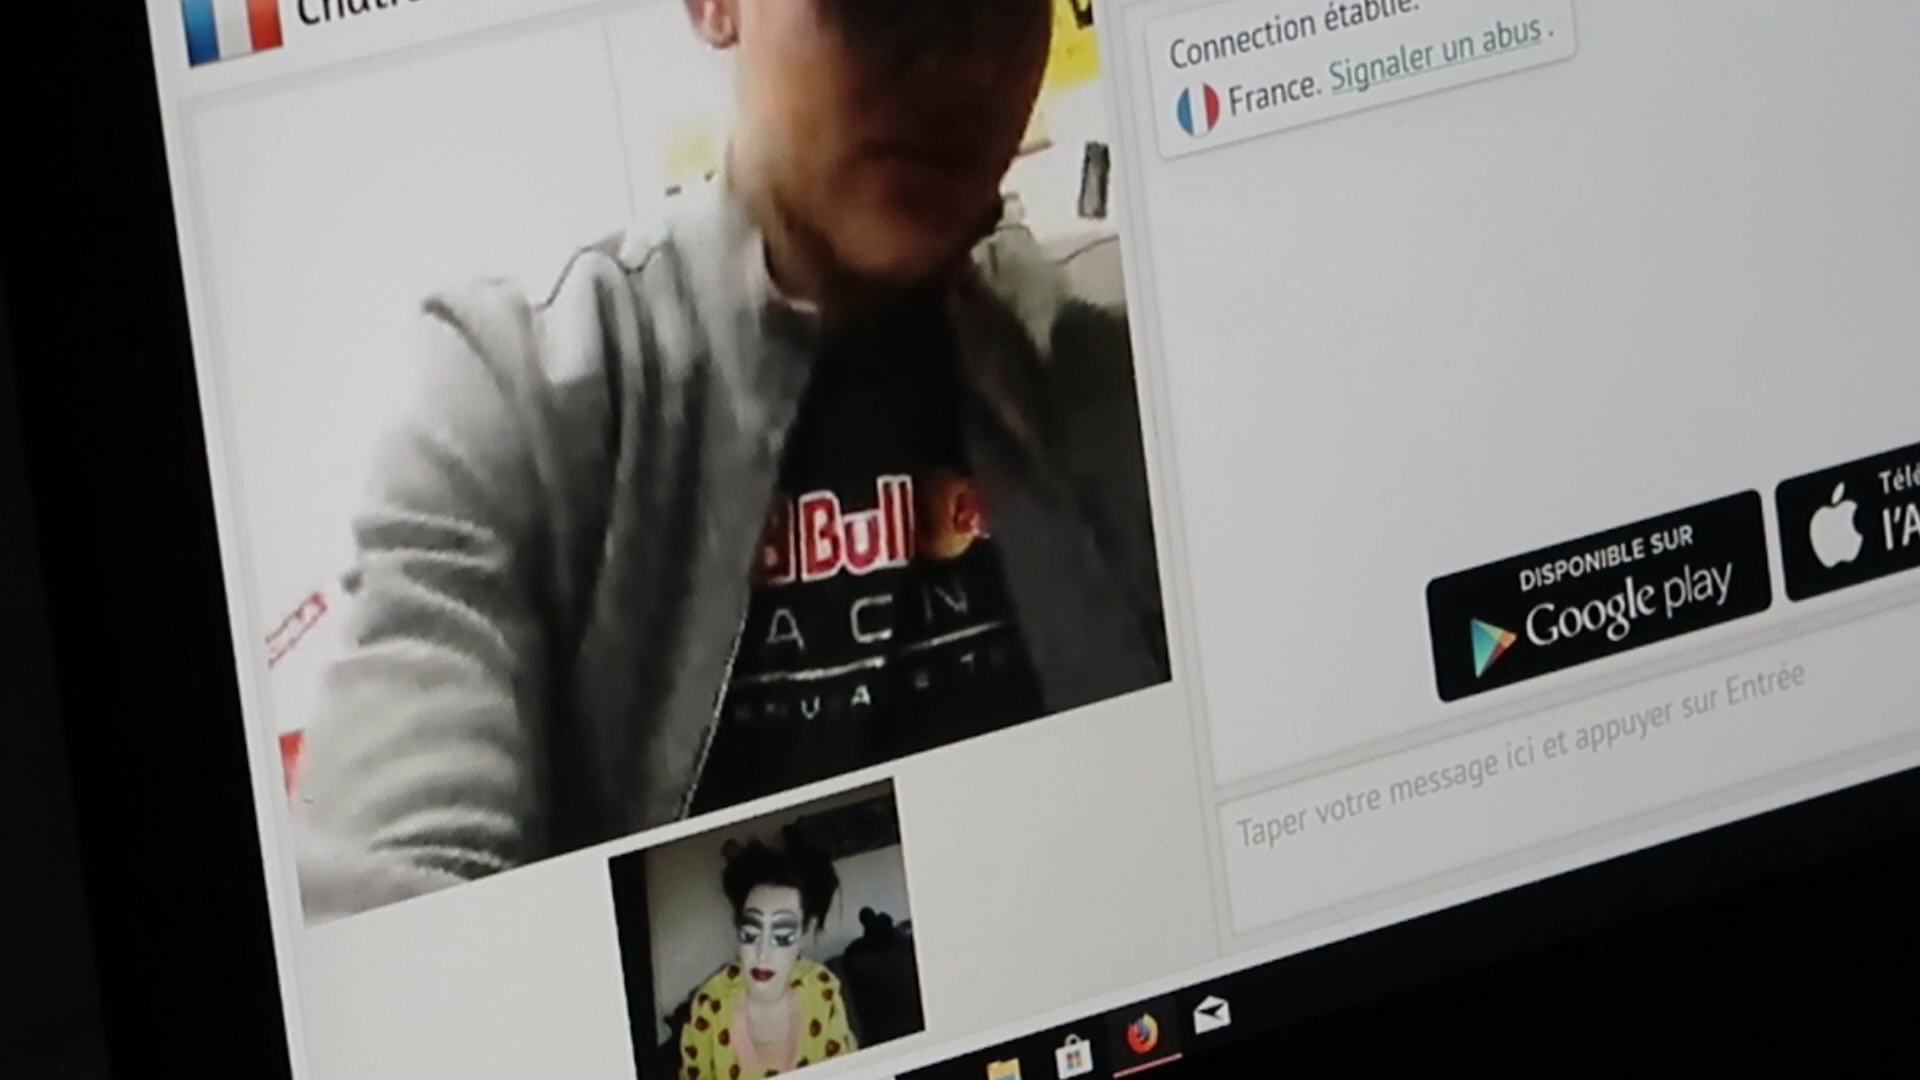 Connection établie.
France. Signaler un abus.
Bull
DISPONIBLE SUR
Google play
Taper votre message ici et appuyer sur Entrée